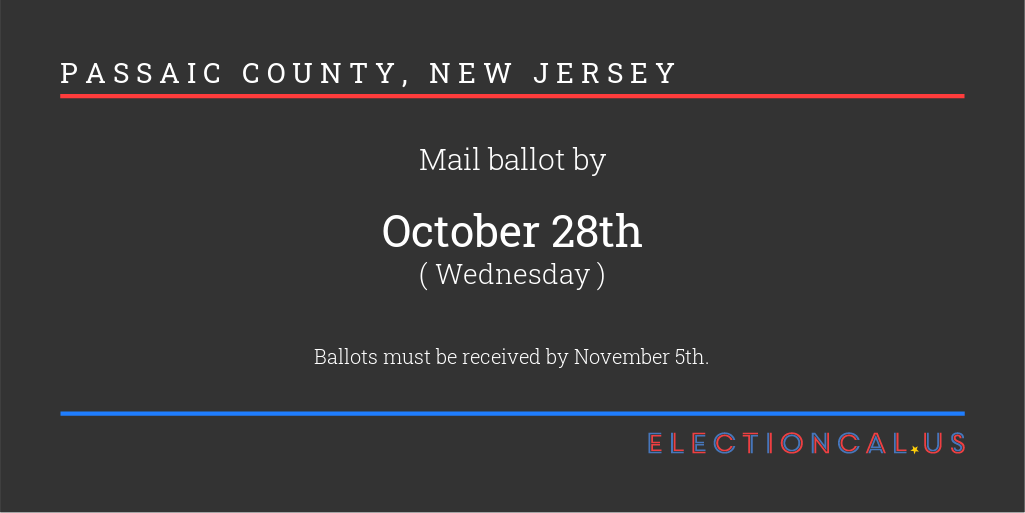 PASSAIC COUNTY, NEW JERSEY
Mail ballot by
October 28th
( Wednesday )
Ballots must be received by November 5th.
ELECTIONCAL.US